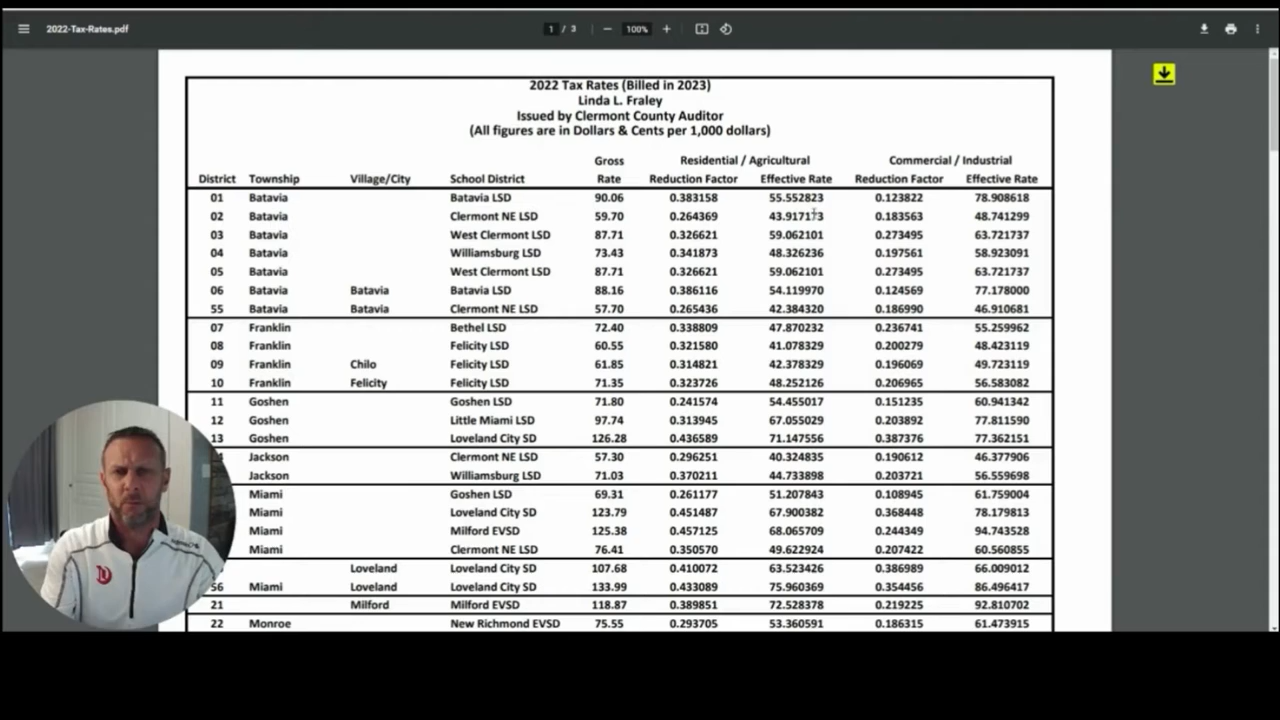 2022-Tax-Rates.pdf 1 / 3 100%
2022 Tax Rates (Billed in 2023)
Linda L. Fraley
Issued by Clermont County Auditor
(All figures are in Dollars & Cents per 1,000 dollars)
Gross Residential / Agricultural Commercial / Industrial
District Township Village/City School District Rate Reduction Factor Effective Rate Reduction Factor Effective Rate
01 Batavia Batavia LSD 90.06 0.383158 55.552823 0.123822 78.908618
02 Batavia Clermont NE LSD 59.70 0.264369 43.917173 0.183563 48.741299
03 Batavia West Clermont LSD 87.71 0.326621 59.062101 0.273495 63.721737
04 Batavia Williamsburg LSD 73.43 0.341873 48.326236 0.197561 58.923091
05 Batavia West Clermont LSD 87.71 0.326621 59.062101 0.273495 63.721737
06 Batavia Batavia Batavia LSD 88.16 0.386116 54.119970 0.124569 77.178000
55 Batavia Batavia Clermont NE LSD 57.70 0.265436 42.384320 0.186990 46.910681
07 Franklin Bethel LSD 72.40 0.338809 47.870232 0.236741 55.259962
08 Franklin Felicity LSD 60.55 0.321580 41.078329 0.200279 48.423119
09 Franklin Chilo Felicity LSD 61.85 0.314821 42.378329 0.196069 49.723119
10 Franklin Felicity Felicity LSD 71.35 0.323726 48.252126 0.206965 56.583082
11 Goshen Goshen LSD 71.80 0.241574 54.455017 0.151235 60.941342
12 Goshen Little Miami LSD 97.74 0.313945 67.055029 0.203892 77.811590
13 Goshen Loveland City SD 126.28 0.436589 71.147556 0.387376 77.362151
Jackson Clermont NE LSD 57.30 0.296251 40.324835 0.190612 46.377906
Jackson Williamsburg LSD 71.03 0.370211 44.733898 0.203721 56.559698
Miami Goshen LSD 69.31 0.261177 51.207843 0.108945 61.759004
Miami Loveland City SD 123.79 0.451487 67.900382 0.368448 78.179813
Miami Milford EVSD 125.38 0.457125 68.065709 0.244349 94.743528
Miami Clermont NE LSD 76.41 0.350570 49.622924 0.207422 60.560855
Loveland Loveland City SD 107.68 0.410072 63.523426 0.386989 66.009012
56 Miami Loveland Loveland City SD 133.99 0.433089 75.960369 0.354456 86.496417
21 Milford Milford EVSD 118.87 0.389851 72.528378 0.219225 92.810702
22 Monroe New Richmond EVSD 75.55 0.293705 53.360591 0.186315 61.473915